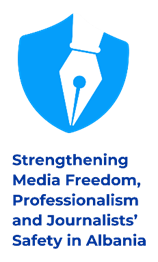 Strengthening
Media Freedom,
Professionalism
and Journalists’
Safety in Albania